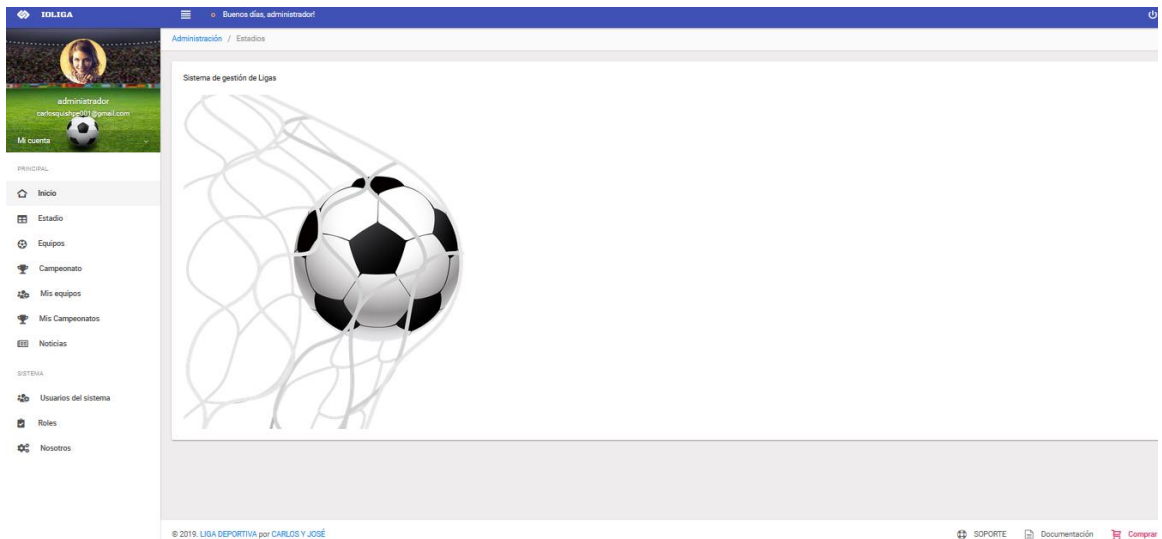 IOLIGA
Buenos días, administrador!
Administración / Estadios
administrador
carlosquishpe001@gmail.com
Mi cuenta
PRINCIPAL
Inicio
Estadio
Equipos
Campeonato
Mis equipos
Mis Campeonatos
Noticias
SISTEMA
Usuarios del sistema
Roles
Nosotros
Sistema de gestión de Ligas
© 2019. LIGA DEPORTIVA por CARLOS Y JOSÉ
SOPORTE Documentación Comprar